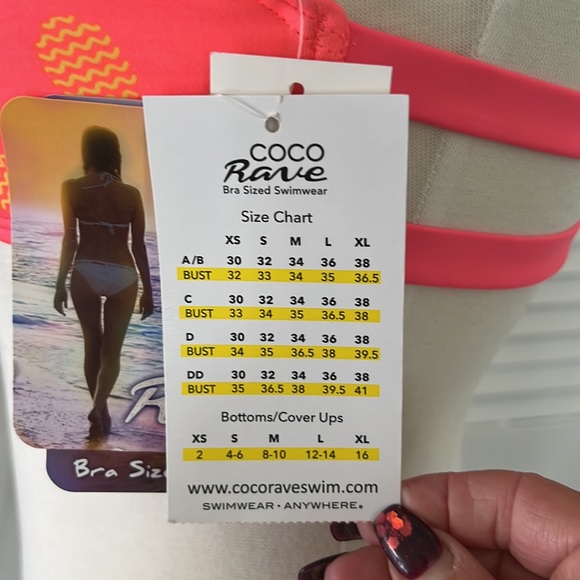 COCO
Rave
Bra Sized Swimwear
Size Chart
XS S M L XL
A/B 30 32 34 36 38
BUST 32 33 34 35 36.5
C 30 32 34 36 38
BUST 33 34 35 36.5 38
D 30 32 34 36 38
BUST 34 35 36.5 38 39.5
DD 30 32 34 36 38
BUST 35 36.5 38 39.5 41
Bottoms/Cover Ups
XS S M L XL
2 4-6 8-10 12-14 16
www.cocoraveswim.com
SWIMWEAR · ANYWHERE®
Bra